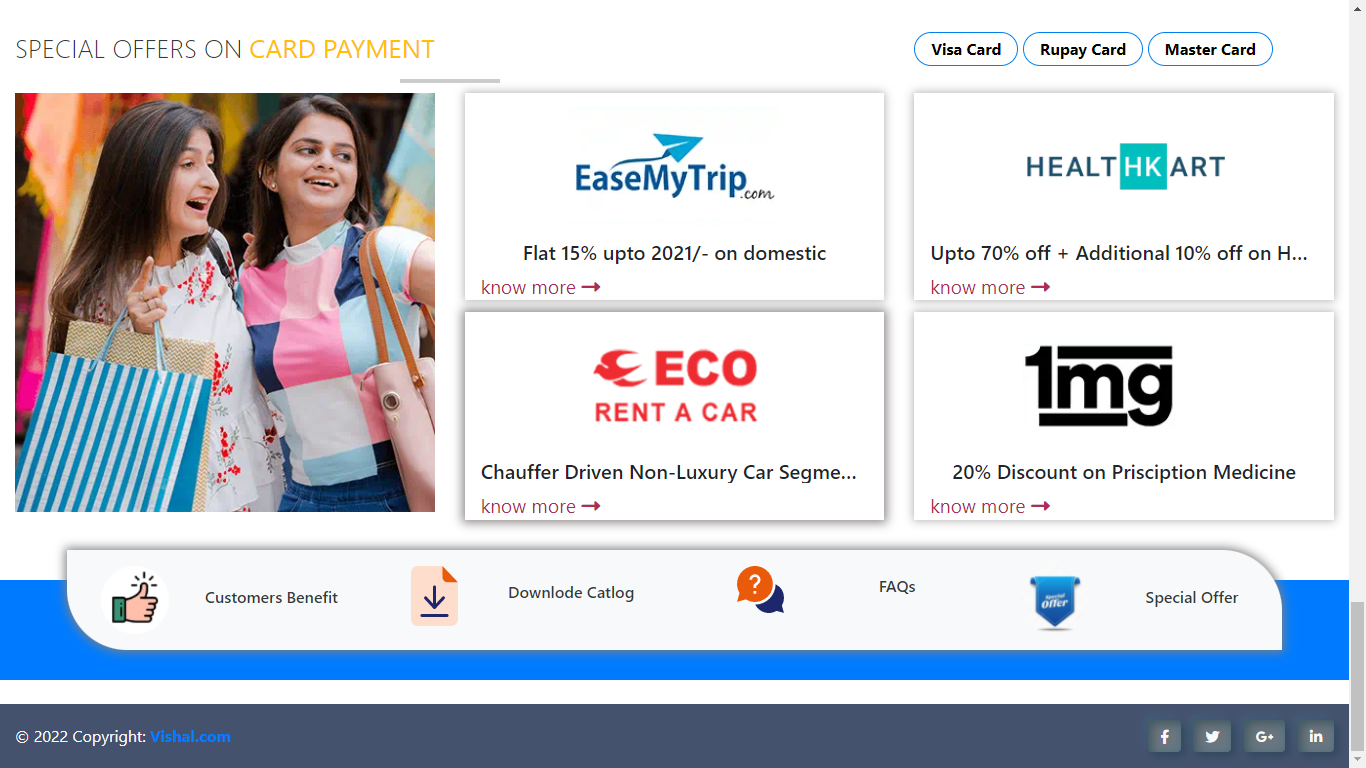 SPECIAL OFFERS ON CARD PAYMENT
Visa Card
Rupay Card
Master Card
EaseMyTrip.com
Flat 15% upto 2021/- on domestic
know more →
HEALTHKART
Upto 70% off + Additional 10% off on H...
know more →
ECO
RENT A CAR
Chauffer Driven Non-Luxury Car Segme...
know more →
1mg
20% Discount on Prisciption Medicine
know more →
Customers Benefit
Downlode Catlog
?
FAQs
Special
offer
Special Offer
© 2022 Copyright: Vishal.com
f
G+
in